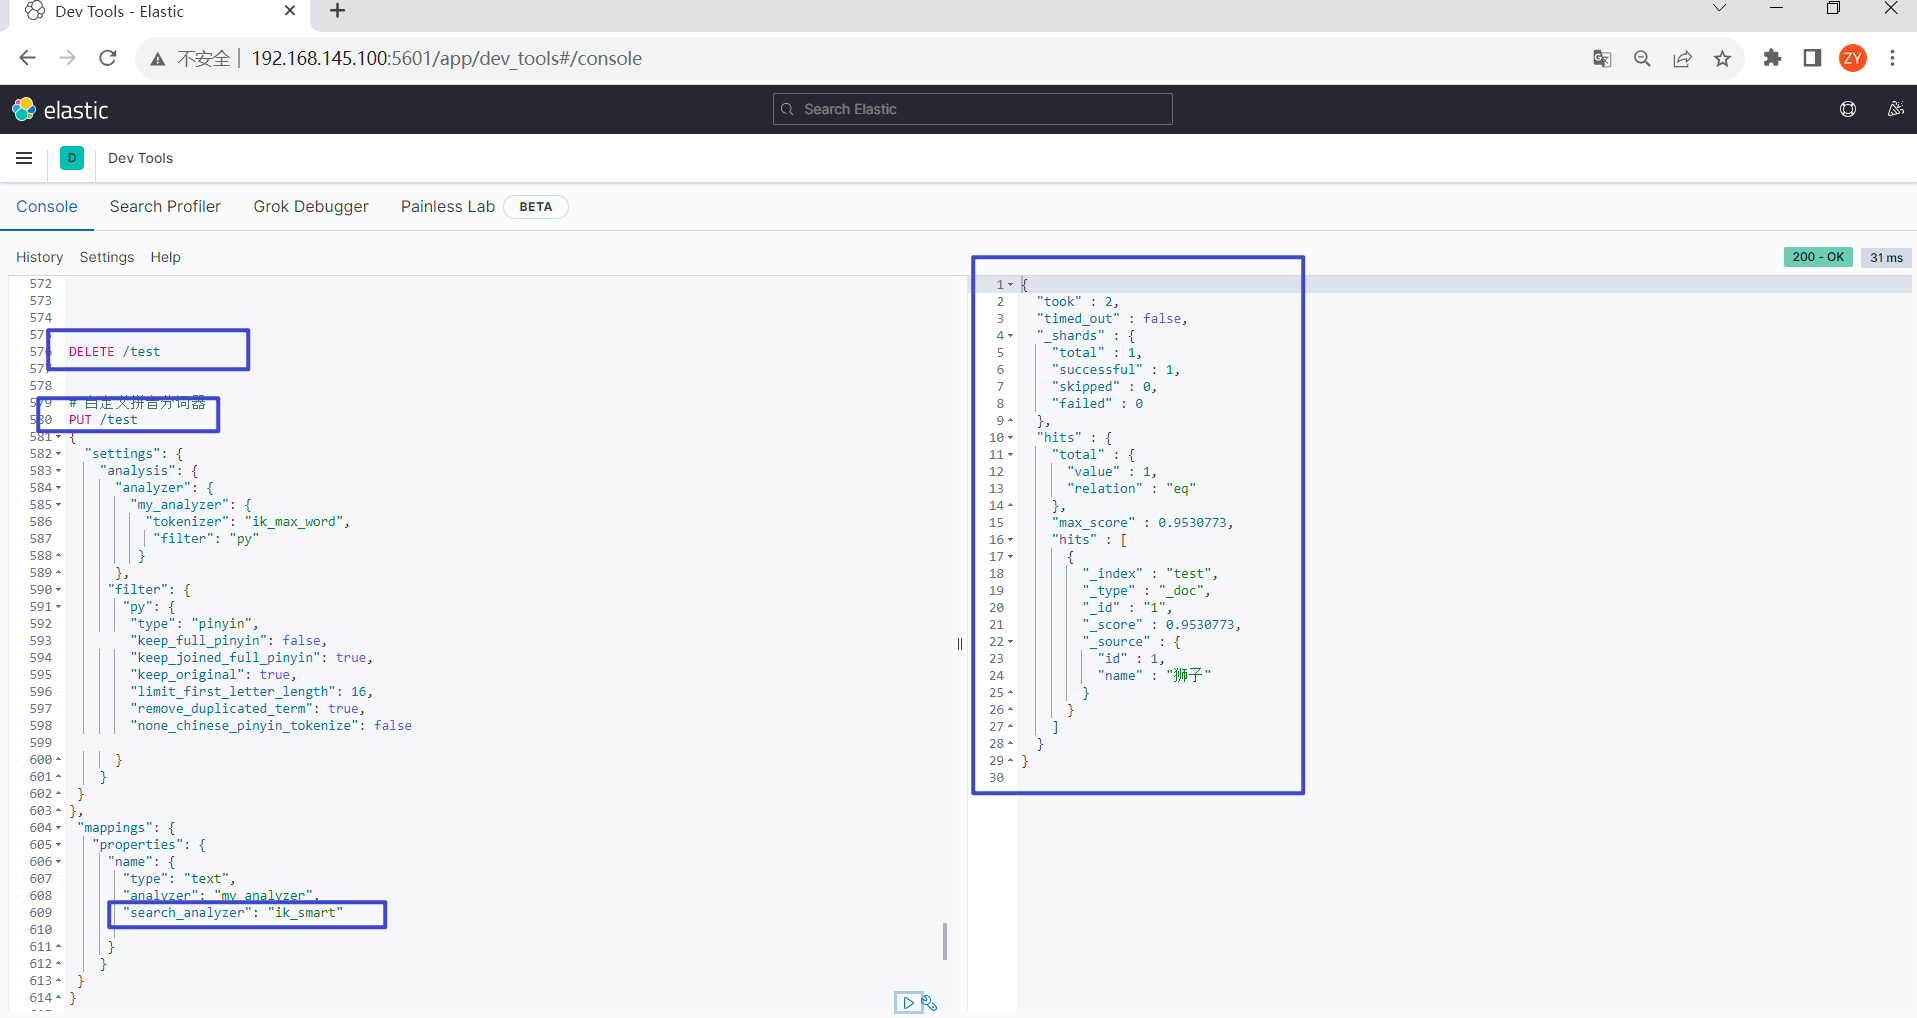 Dev Tools - Elastic
不安全 192.168.145.100:5601/app/dev_tools#/console
ZY
elastic
Search Elastic
D Dev Tools
Console Search Profiler Grok Debugger Painless Lab BETA
History Settings Help
200 - OK 31 ms
572
573
574
575
576 DELETE /test
577
578
579 # 自定义拼音分词器
580 PUT /test
581 {
582 "settings": {
583 "analysis": {
584 "analyzer": {
585 "my_analyzer": {
586 "tokenizer": "ik_max_word",
587 "filter": "py"
588 }
589 },
590 "filter": {
591 "py": {
592 "type": "pinyin",
593 "keep_full_pinyin": false,
594 "keep_joined_full_pinyin": true,
595 "keep_original": true,
596 "limit_first_letter_length": 16,
597 "remove_duplicated_term": true,
598 "none_chinese_pinyin_tokenize": false
599
600 }
601 }
602 }
603 },
604 "mappings": {
605 "properties": {
606 "name": {
607 "type": "text",
608 "analyzer": "my_analyzer",
609 "search_analyzer": "ik_smart"
610
611 }
612 }
613 }
614 }
1 {
2 "took" : 2,
3 "timed_out" : false,
4 "_shards" : {
5 "total" : 1,
6 "successful" : 1,
7 "skipped" : 0,
8 "failed" : 0
9 },
10 "hits" : {
11 "total" : {
12 "value" : 1,
13 "relation" : "eq"
14 },
15 "max_score" : 0.9530773,
16 "hits" : [
17 {
18 "_index" : "test",
19 "_type" : "_doc",
20 "_id" : "1",
21 "_score" : 0.9530773,
22 "_source" : {
23 "id" : 1,
24 "name" : "狮子"
25 }
26 }
27 ]
28 }
29 }
30